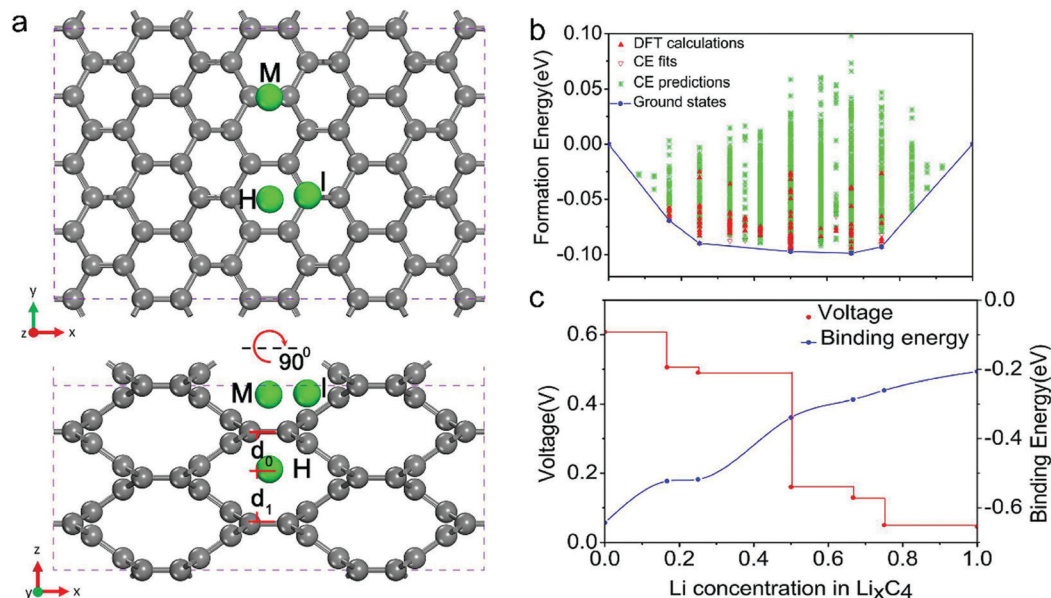 a
M
H
I
y
z
x
90⁰
M
I
d₀
H
d₁
z
y
x
b
Formation Energy(eV)
0.10
0.05
0.00
-0.05
-0.10
DFT calculations
CE fits
CE predictions
Ground states
c
Voltage(V)
0.6
0.4
0.2
0.0
Voltage
Binding energy
0.0
-0.2
-0.4
-0.6
Binding Energy(eV)
0.0 0.2 0.4 0.6 0.8 1.0
Li concentration in LiₓC₄